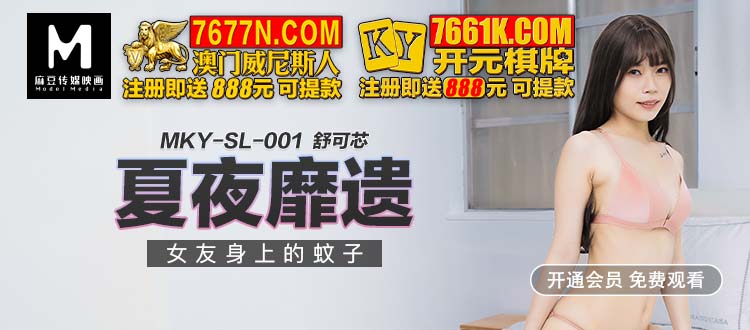 M
麻豆传媒映画
Model Media
7677N.COM
澳门威尼斯人
注册即送 888元 可提款
KY
7661K.COM
开元棋牌
注册即送 888元 可提款
MKY-SL-001 舒可芯
夏夜靡遗
女友身上的蚊子
开通会员 免费观看